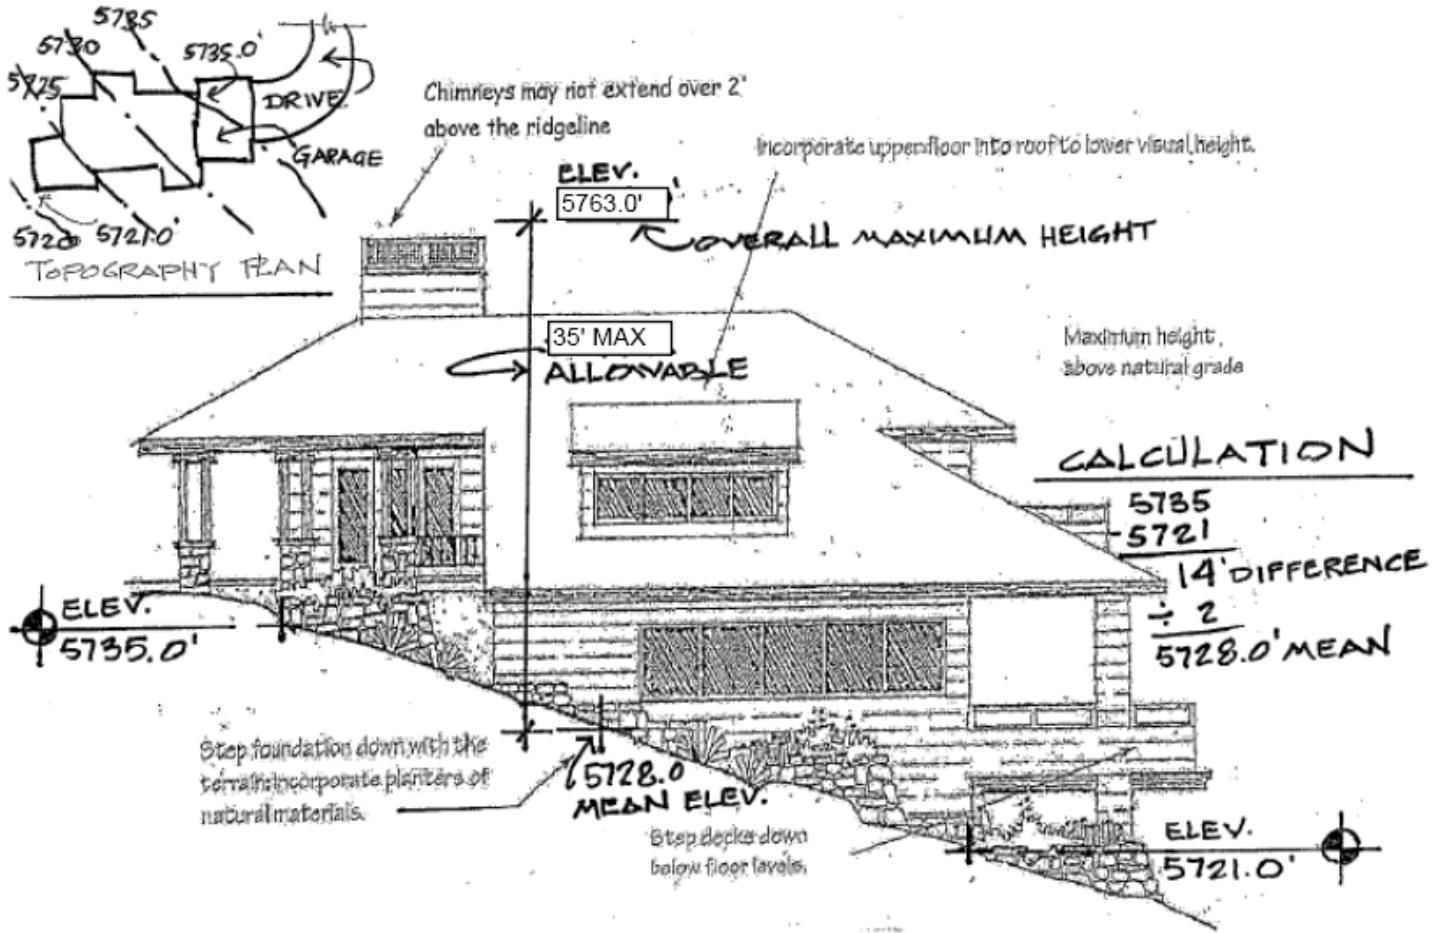 5735
5730
5735.0'
5725
DRIVE
GARAGE
5720
5721.0'
TOPOGRAPHY PLAN
Chimneys may not extend over 2'
above the ridgeline
Incorporate upper floor into roof to lower visual height.
ELEV.
5763.0'
OVERALL MAXIMUM HEIGHT
35' MAX
ALLOWABLE
Maximum height
above natural grade
CALCULATION
5735
- 5721
14' DIFFERENCE
÷ 2
5728.0' MEAN
ELEV.
5735.0'
Step foundation down with the
terrain; incorporate planters of
natural materials.
5728.0
MEAN ELEV.
Step decks down
below floor levels.
ELEV.
5721.0'